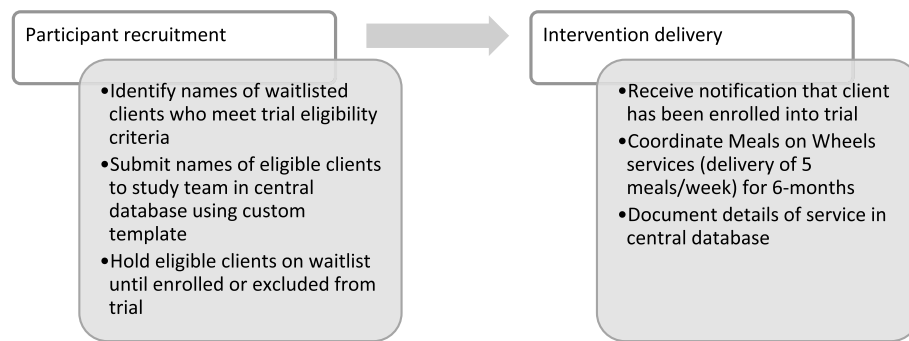 Participant recruitment
•Identify names of waitlisted
clients who meet trial eligibility
criteria
•Submit names of eligible clients
to study team in central
database using custom
template
•Hold eligible clients on waitlist
until enrolled or excluded from
trial
Intervention delivery
•Receive notification that client
has been enrolled into trial
•Coordinate Meals on Wheels
services (delivery of 5
meals/week) for 6-months
•Document details of service in
central database